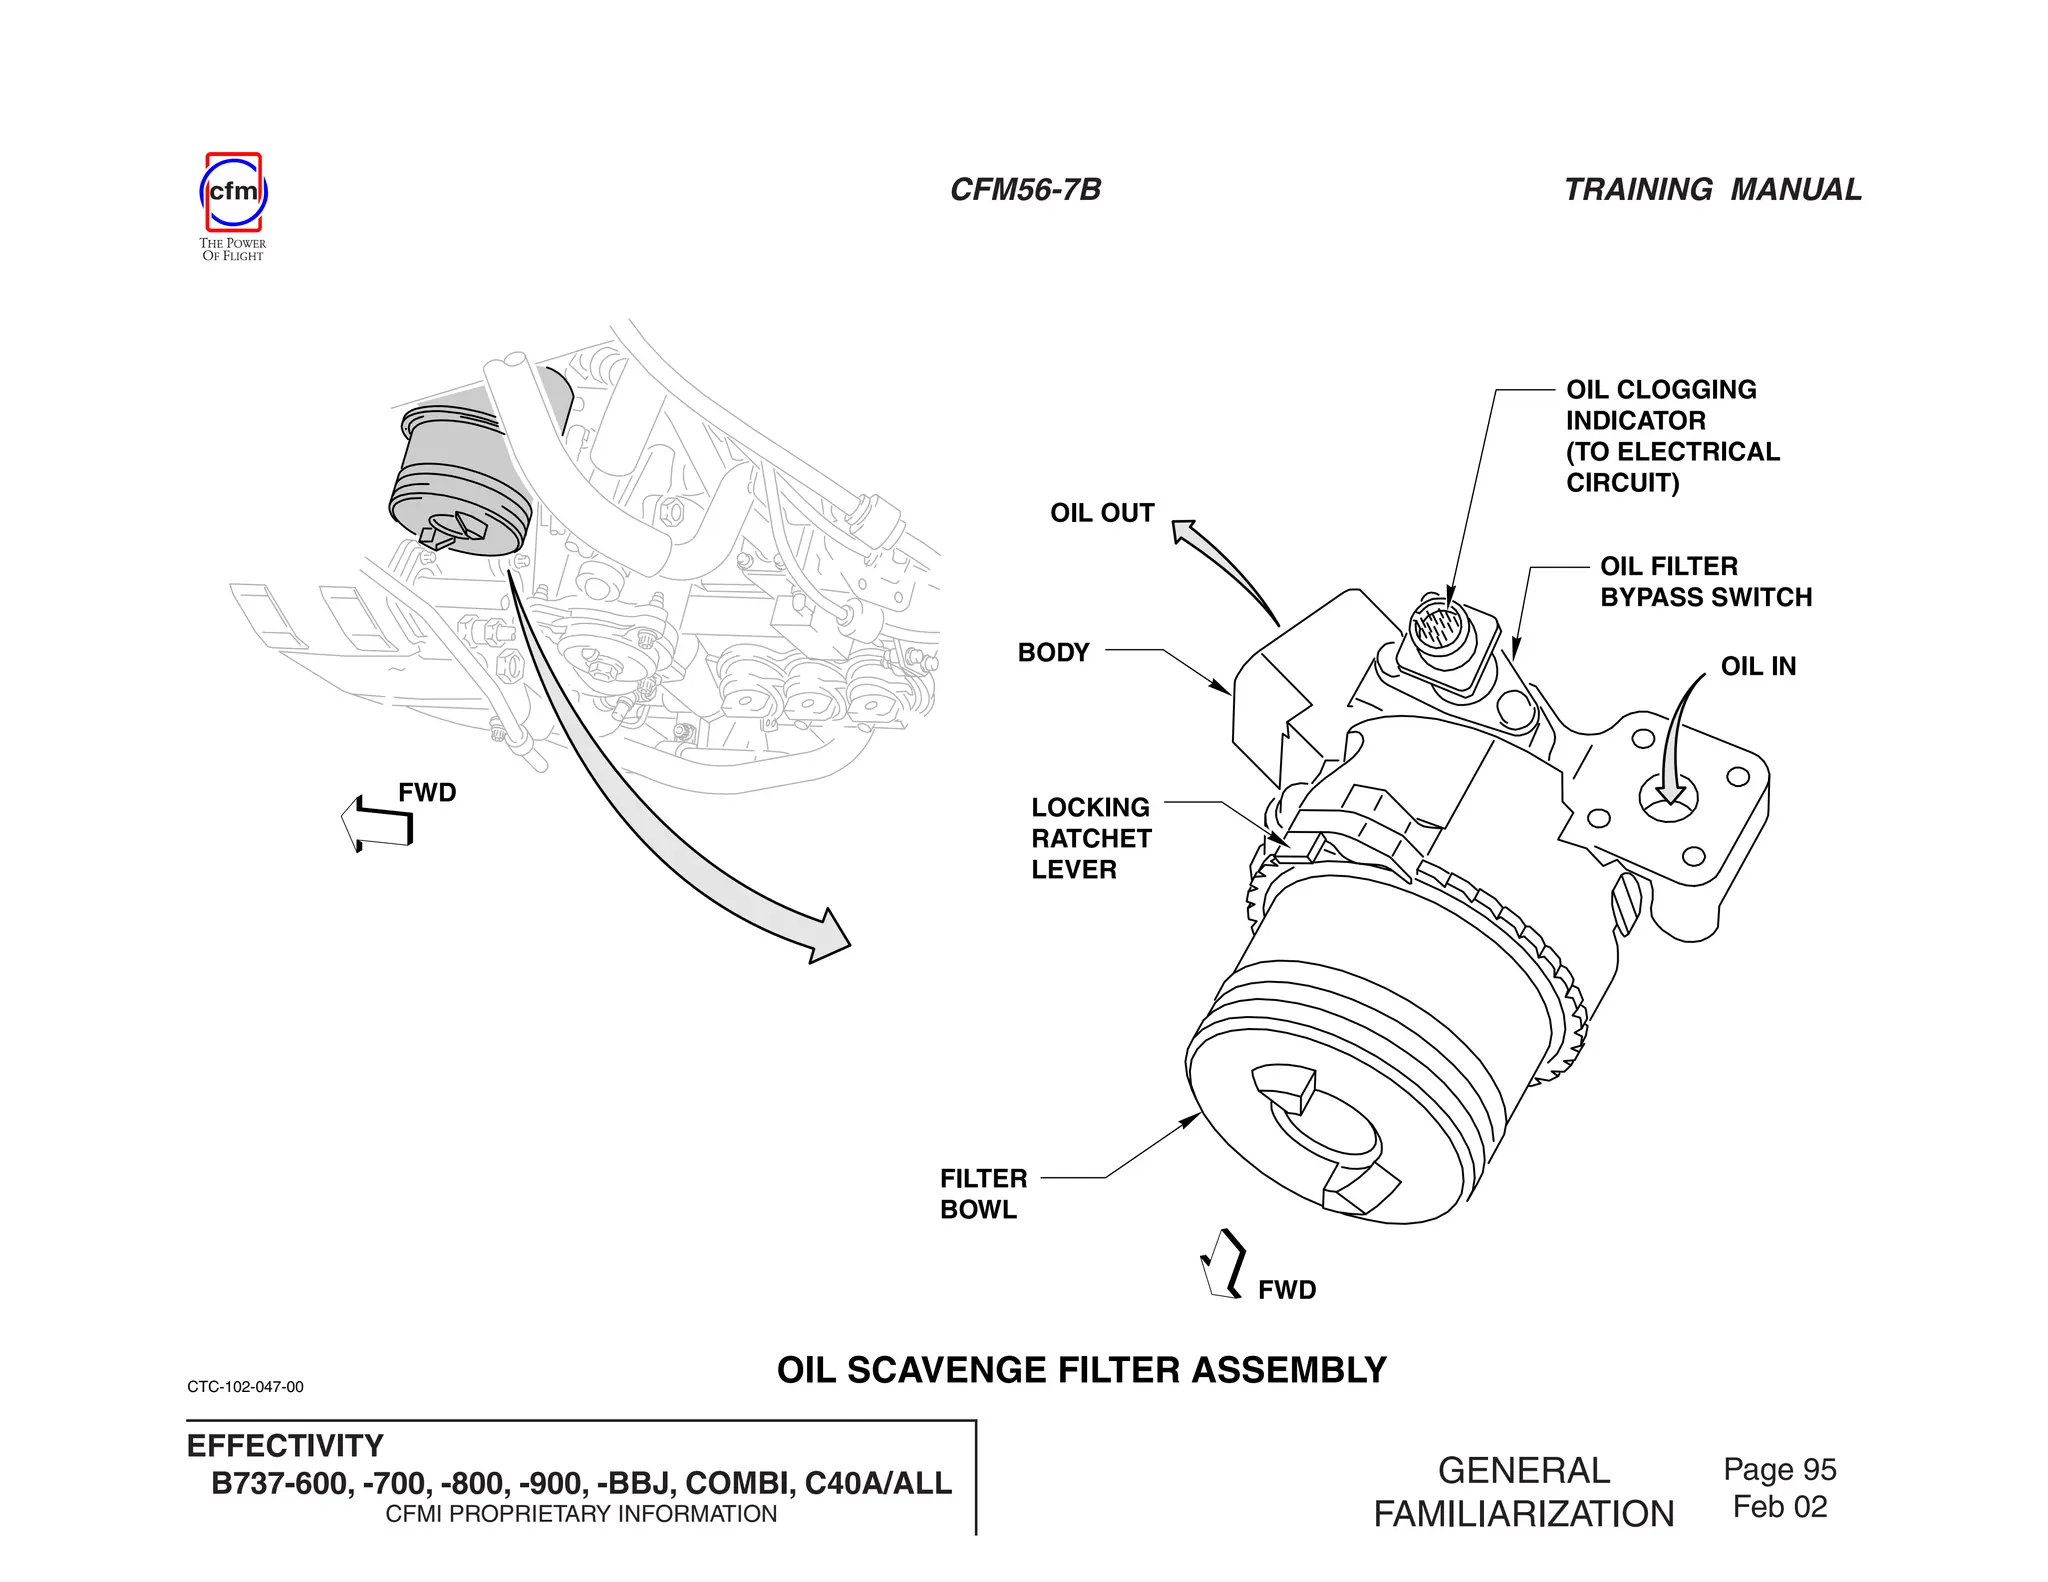 cfm
THE POWER
OF FLIGHT
CFM56-7B
TRAINING MANUAL
OIL CLOGGING
INDICATOR
(TO ELECTRICAL
CIRCUIT)
OIL OUT
OIL FILTER
BYPASS SWITCH
BODY
OIL IN
FWD
LOCKING
RATCHET
LEVER
FILTER
BOWL
FWD
OIL SCAVENGE FILTER ASSEMBLY
CTC-102-047-00
EFFECTIVITY
B737-600, -700, -800, -900, -BBJ, COMBI, C40A/ALL
CFMI PROPRIETARY INFORMATION
GENERAL
FAMILIARIZATION
Page 95
Feb 02